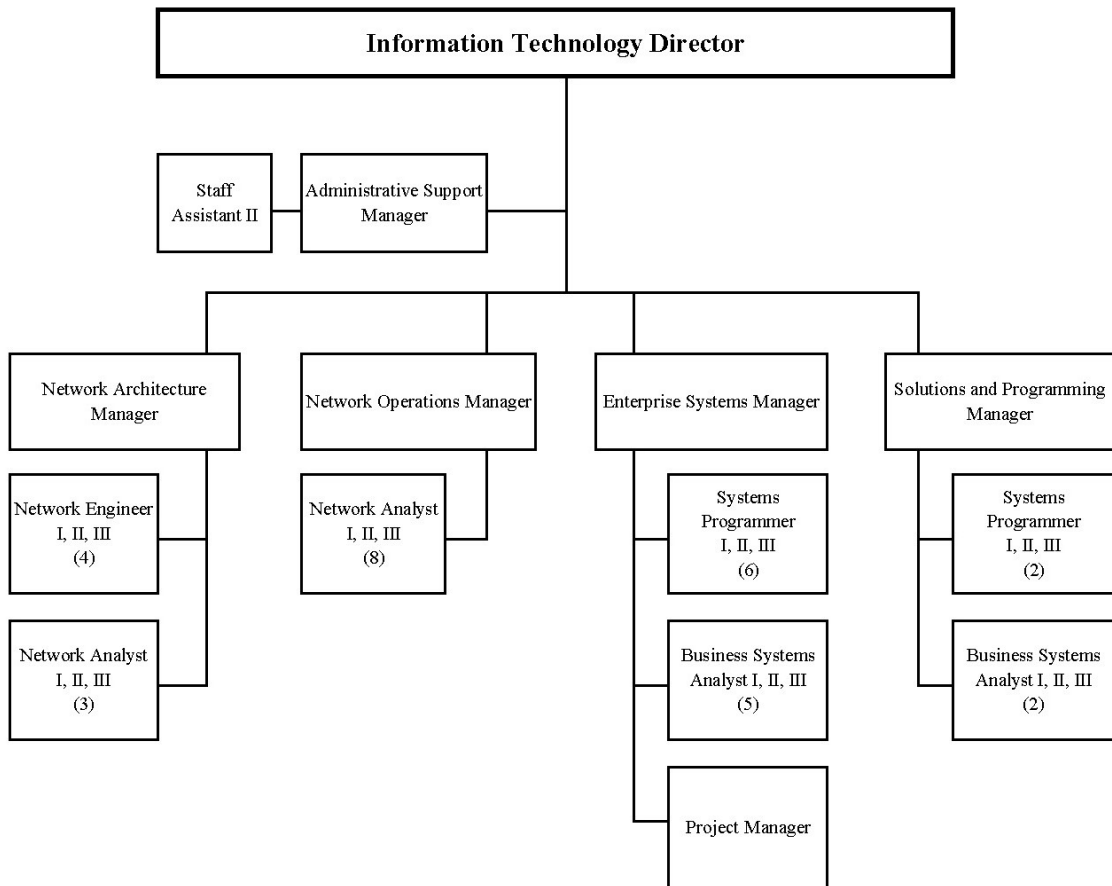 Information Technology Director
Staff
Assistant II
Administrative Support
Manager
Network Architecture
Manager
Network Operations Manager
Enterprise Systems Manager
Solutions and Programming
Manager
Network Engineer
I, II, III
(4)
Network Analyst
I, II, III
(8)
Systems
Programmer
I, II, III
(6)
Systems
Programmer
I, II, III
(2)
Network Analyst
I, II, III
(3)
Business Systems
Analyst I, II, III
(5)
Business Systems
Analyst I, II, III
(2)
Project Manager